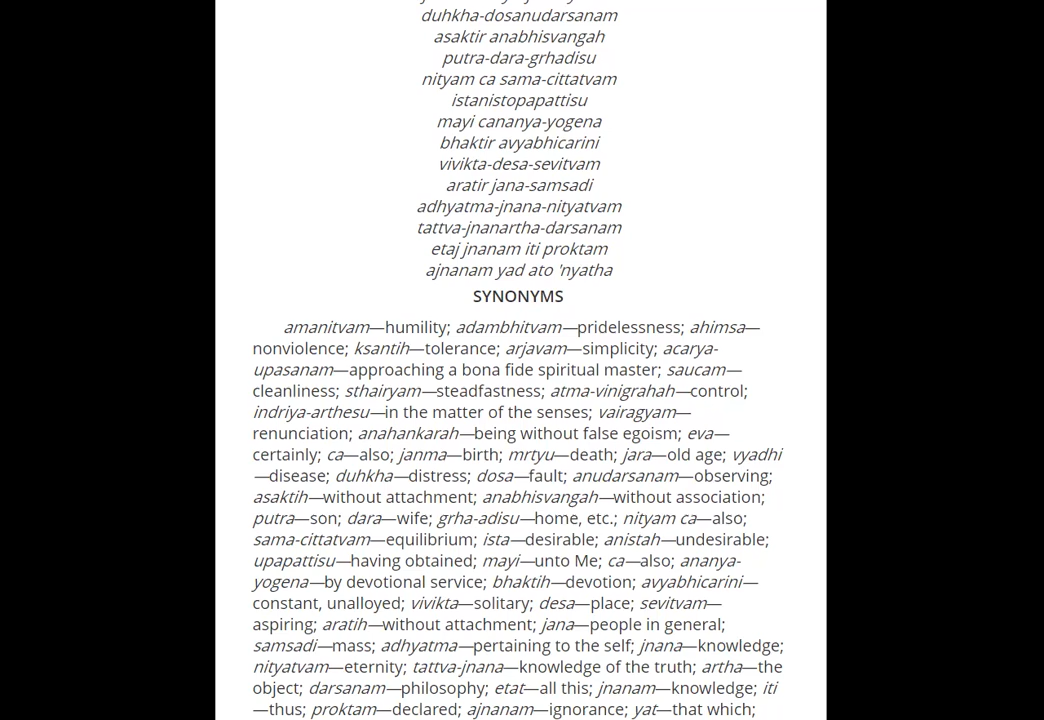 duhkha-dosanudarsanam
asaktir anabhisvangah
putra-dara-grhadisu
nityam ca sama-cittatvam
istanistopapattisu
mayi cananya-yogena
bhaktir avyabhicarini
vivikta-desa-sevitvam
aratir jana-samsadi
adhyatma-jnana-nityatvam
tattva-jnanartha-darsanam
etaj jnanam iti proktam
ajnanam yad ato 'nyatha
SYNONYMS
amanitvam—humility; adambhitvam—pridelessness; ahimsa—
nonviolence; ksantih—tolerance; arjavam—simplicity; acarya-
upasanam—approaching a bona fide spiritual master; saucam—
cleanliness; sthairyam—steadfastness; atma-vinigrahah—control;
indriya-arthesu—in the matter of the senses; vairagyam—
renunciation; anahankarah—being without false egoism; eva—
certainly; ca—also; janma—birth; mrtyu—death; jara—old age; vyadhi
—disease; duhkha—distress; dosa—fault; anudarsanam—observing;
asaktih—without attachment; anabhisvangah—without association;
putra—son; dara—wife; grha-adisu—home, etc.; nityam ca—also;
sama-cittatvam—equilibrium; ista—desirable; anistah—undesirable;
upapattisu—having obtained; mayi—unto Me; ca—also; ananya-
yogena—by devotional service; bhaktih—devotion; avyabhicarini—
constant, unalloyed; vivikta—solitary; desa—place; sevitvam—
aspiring; aratih—without attachment; jana—people in general;
samsadi—mass; adhyatma—pertaining to the self; jnana—knowledge;
nityatvam—eternity; tattva-jnana—knowledge of the truth; artha—the
object; darsanam—philosophy; etat—all this; jnanam—knowledge; iti
—thus; proktam—declared; ajnanam—ignorance; yat—that which;